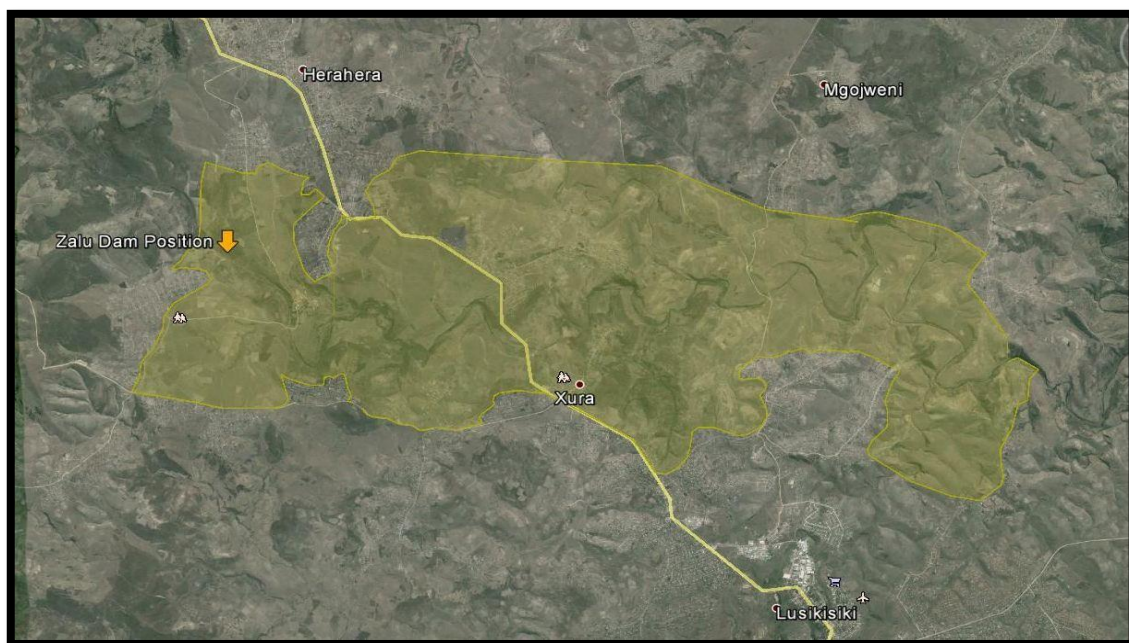 Herahera
Mgojweni
Zalu Dam Position
Xura
Lusikisiki